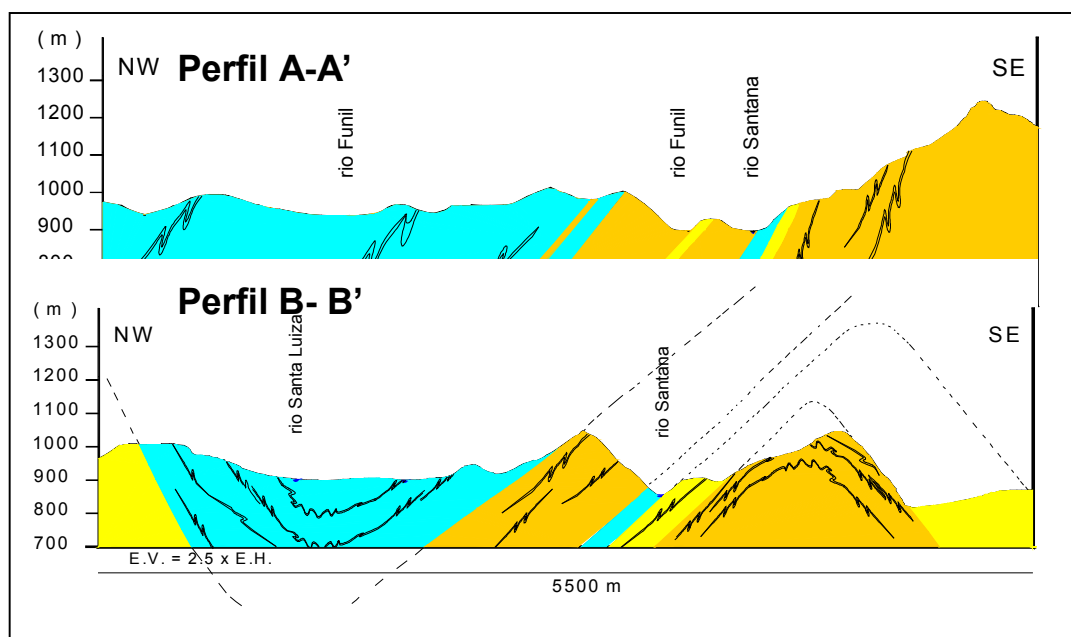 ( m )
NW
Perfil A-A’
SE
1300
1200
1100
1000
900
800
rio Funil
rio Funil
rio Santana
( m )
NW
Perfil B- B’
SE
1300
1200
1100
1000
900
800
700
rio Santa Luiza
rio Santana
E.V. = 2.5 x E.H.
5500 m